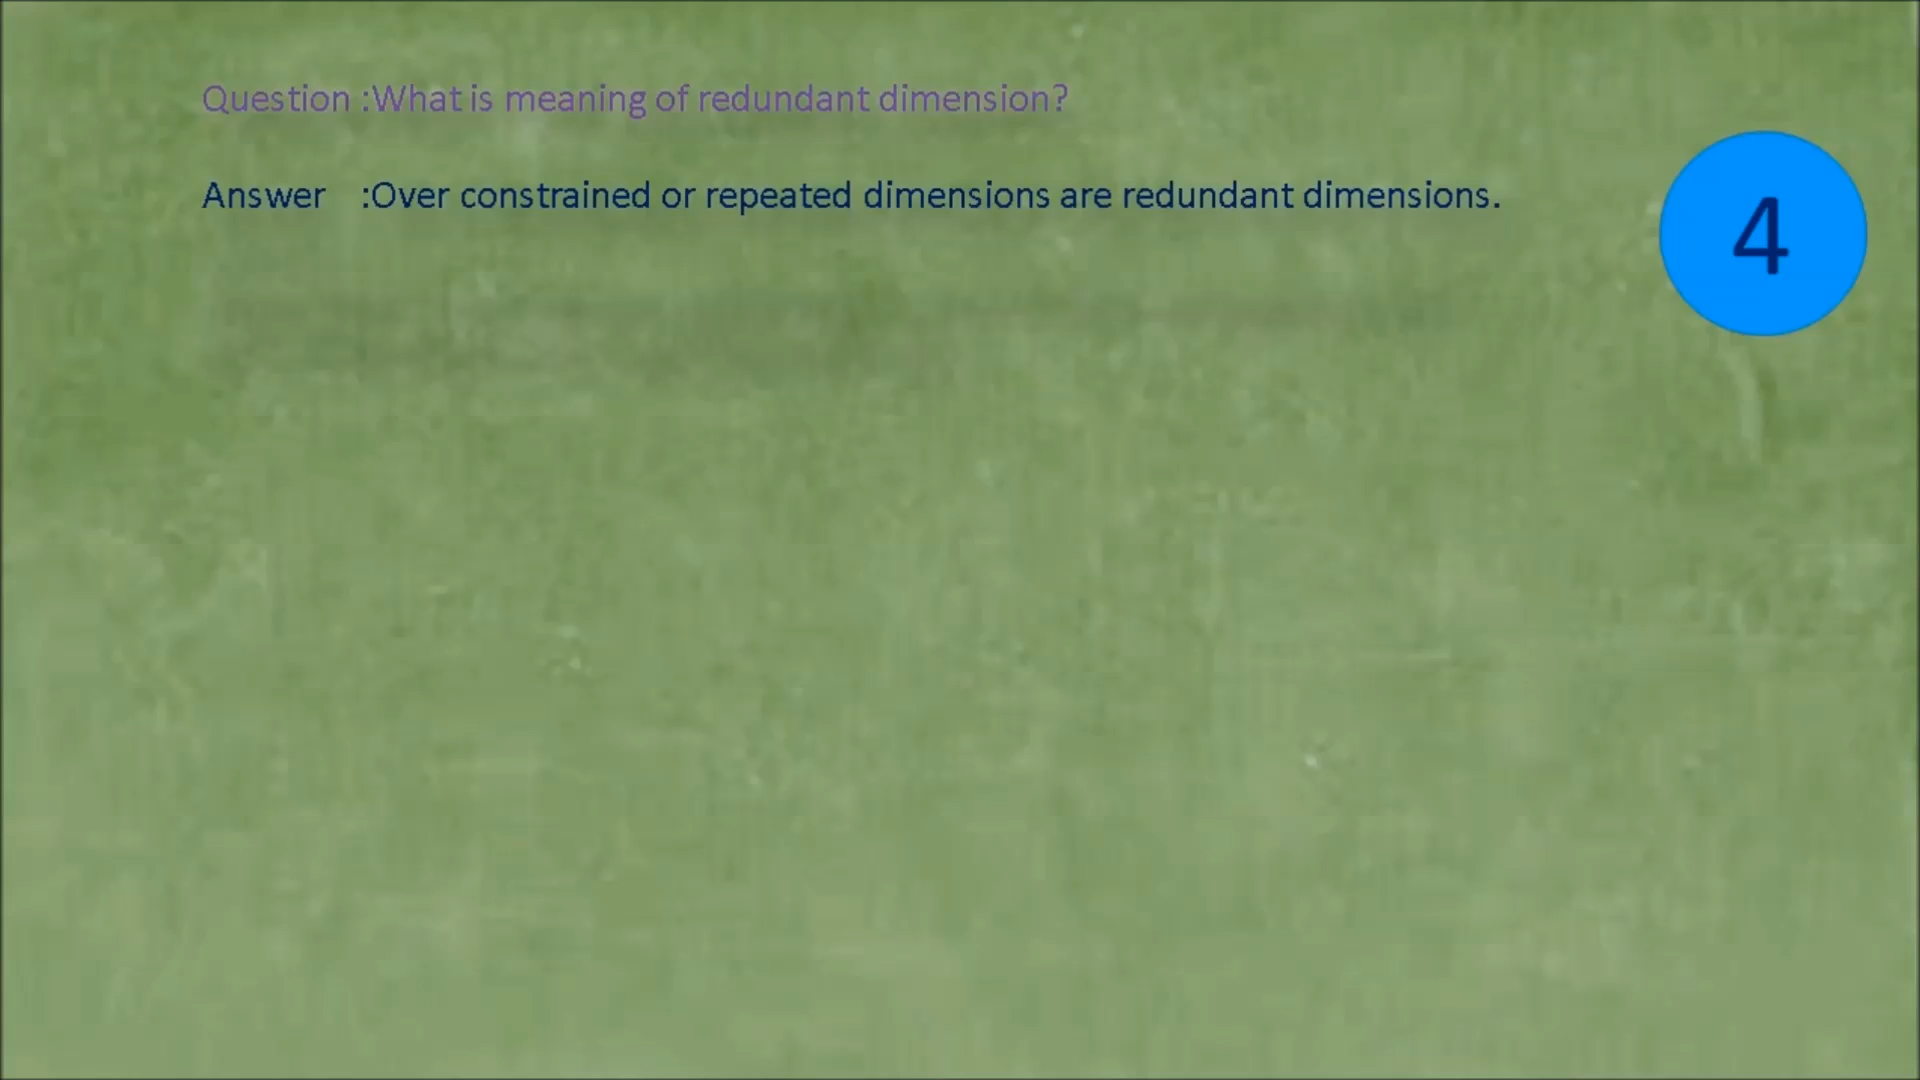 Question :What is meaning of redundant dimension?
Answer :Over constrained or repeated dimensions are redundant dimensions.
4